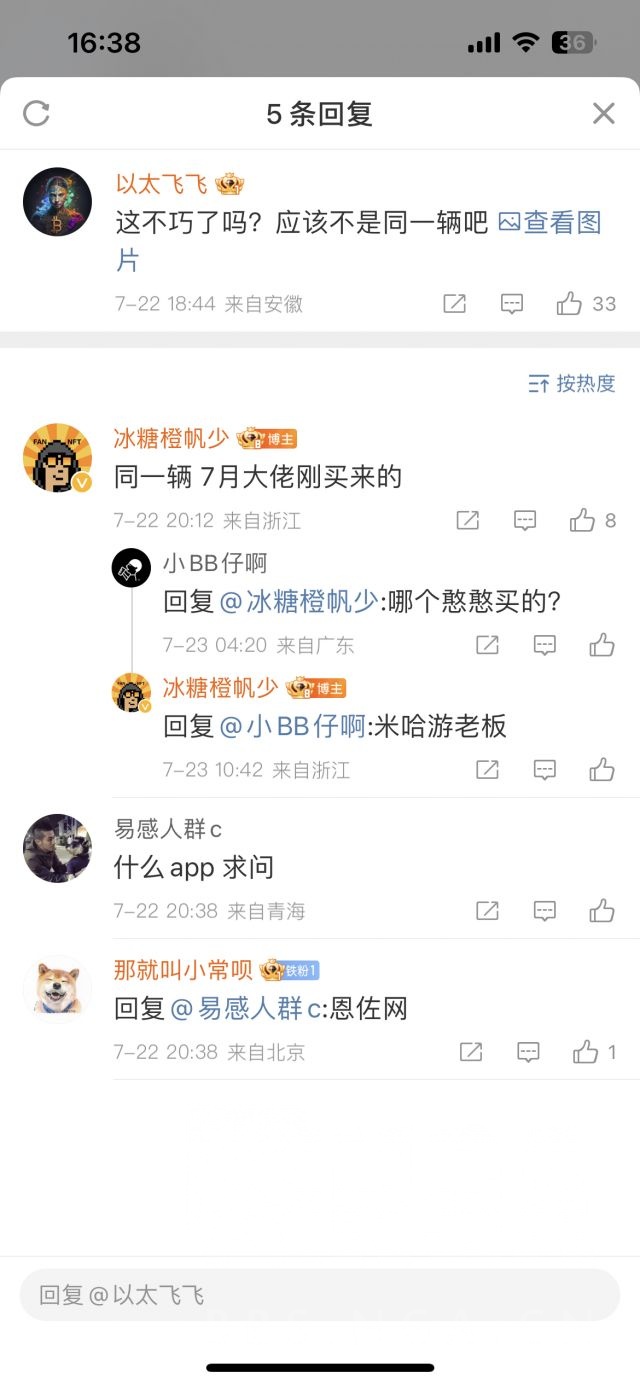 16:38
36
5 条回复
以太飞飞
这不巧了吗？应该不是同一辆吧 查看图
片
7-22 18:44 来自安徽
33
按热度
FAN NFT
冰糖橙帆少 8 博主
同一辆 7月大佬刚买来的
7-22 20:12 来自浙江
8
小BB仔啊
回复@冰糖橙帆少:哪个憨憨买的?
7-23 04:20 来自广东
冰糖橙帆少 8 博主
回复@小BB仔啊:米哈游老板
7-23 10:42 来自浙江
易感人群c
什么app 求问
7-22 20:38 来自青海
那就叫小常呗 铁粉1
回复@易感人群c:恩佐网
7-22 20:38 来自北京
1
回复@以太飞飞